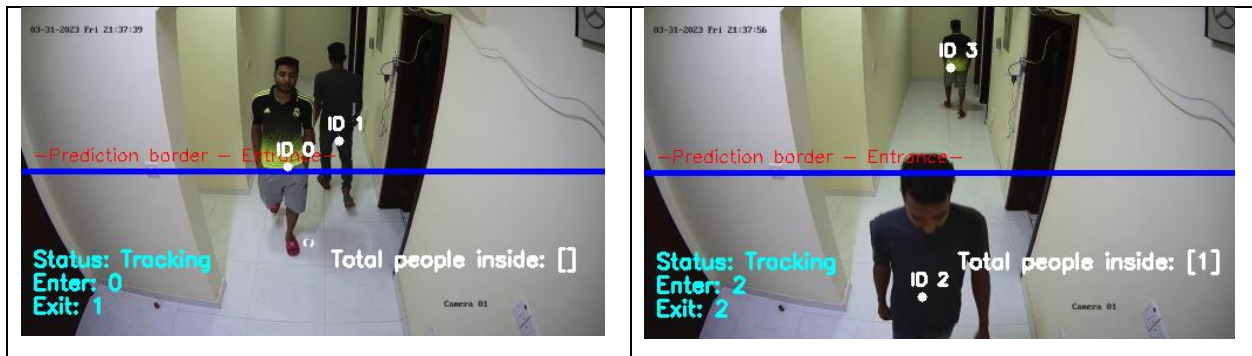 03-31-2023 Fri 21:37:39
ID 1
ID 0
-Prediction border - Entrance-
Status: Tracking
Total people inside: []
Enter: 0
Exit: 1
Camera 01
03-31-2023 Fri 21:37:56
ID 3
-Prediction border - Entrance-
Status: Tracking
Total people inside: [1]
ID 2
Enter: 2
Exit: 2
Camera 01